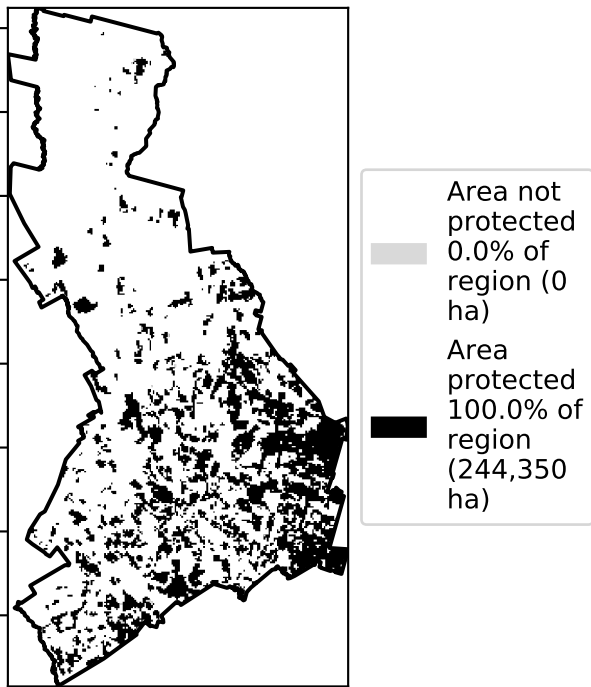 Area not
protected
0.0% of
region (0
ha)
Area
protected
100.0% of
region
(244,350
ha)